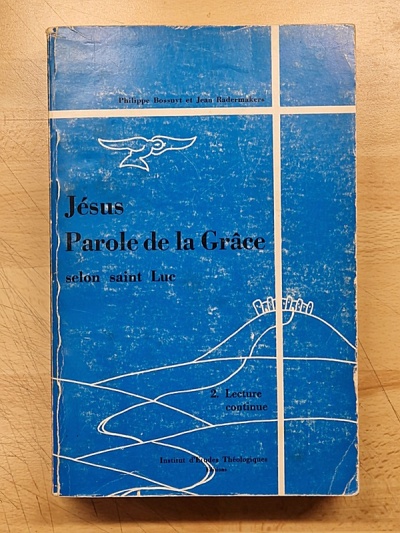 Philippe Bossuyt et Jean Radermakers
Jésus
Parole de la Grâce
selon saint Luc
2. Lecture
continue
Institut d'Études Théologiques